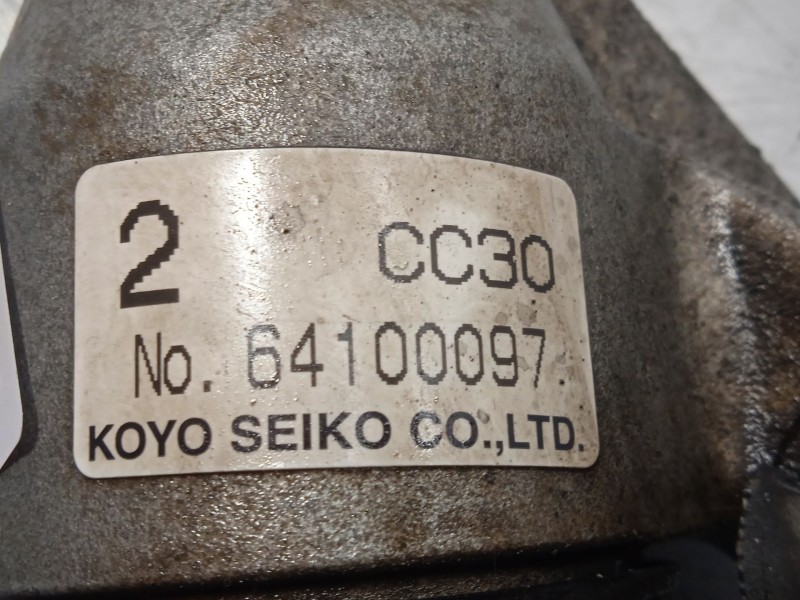 2 CC30
No. 64100097.
KOYO SEIKO CO.,LTD.